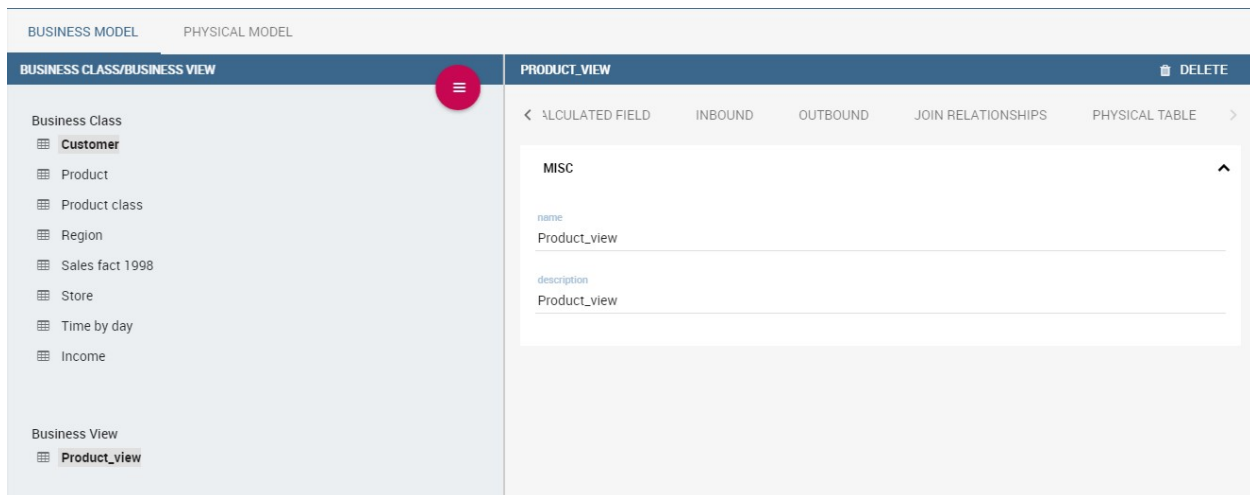 BUSINESS MODEL PHYSICAL MODEL
BUSINESS CLASS/BUSINESS VIEW
Business Class
Customer
Product
Product class
Region
Sales fact 1998
Store
Time by day
Income
Business View
Product_view
PRODUCT_VIEW DELETE
ALCULATED FIELD INBOUND OUTBOUND JOIN RELATIONSHIPS PHYSICAL TABLE
MISC
name
Product_view
description
Product_view